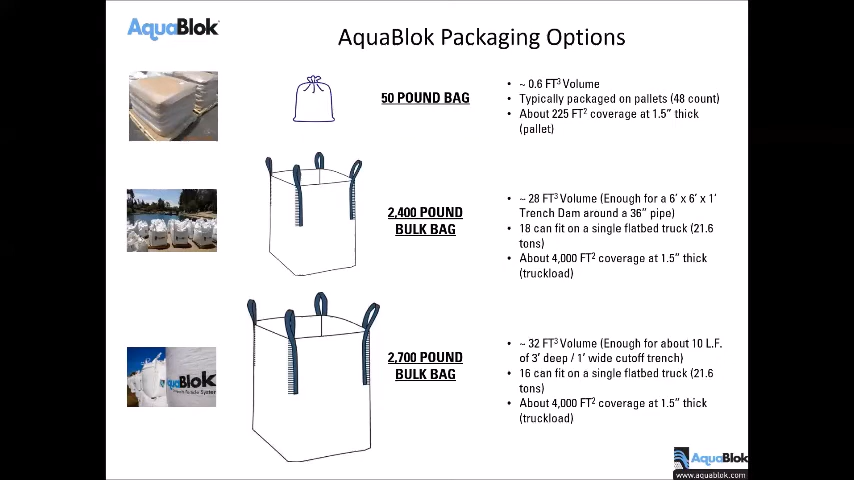 AquaBlok
AquaBlok Packaging Options
50 POUND BAG
• ~ 0.6 FT³ Volume
• Typically packaged on pallets (48 count)
• About 225 FT² coverage at 1.5” thick
(pallet)
2,400 POUND
BULK BAG
• ~ 28 FT³ Volume (Enough for a 6’ x 6’ x 1’
Trench Dam around a 36” pipe)
• 18 can fit on a single flatbed truck (21.6
tons)
• About 4,000 FT² coverage at 1.5” thick
(truckload)
2,700 POUND
BULK BAG
• ~ 32 FT³ Volume (Enough for about 10 L.F.
of 3’ deep / 1’ wide cutoff trench)
• 16 can fit on a single flatbed truck (21.6
tons)
• About 4,000 FT² coverage at 1.5” thick
(truckload)
AquaBlok
AquaBlok
www.aquablok.com